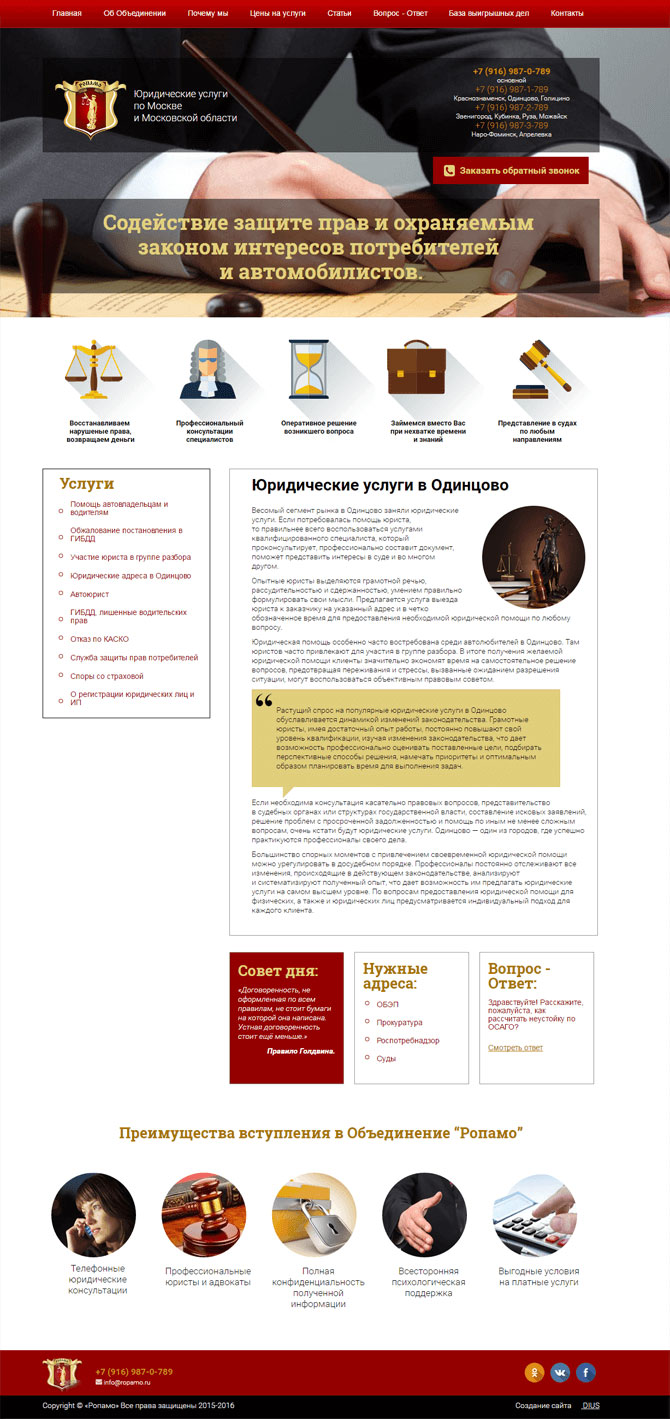 Главная Об Объединении Почему мы Цены на услуги Статьи Вопрос - Ответ База выигрышных дел Контакты
РОПАМО
Юридические услуги
по Москве
и Московской области
+7 (916) 987-0-789
основной
+7 (916) 987-1-789
Краснознаменск, Одинцово, Голицино
+7 (916) 987-2-789
Звенигород, Кубинка, Руза, Можайск
+7 (916) 987-3-789
Наро-Фоминск, Апрелевка
Заказать обратный звонок
Содействие защите прав и охраняемым
законом интересов потребителей
и автомобилистов.
Восстанавливаем
нарушеные права,
возвращаем деньги
Профессиональный
консультации
специалистов
Оперативное решение
возникшего вопроса
Займемся вместо Вас
при нехватке времени
и знаний
Представление в судах
по любым
направлениям
Услуги
Помощь автовладельцам и
водителям
Обжалование постановления в
ГИБДД
Участие юриста в группе разбора
Юридические адреса в Одинцово
Автоюрист
ГИБДД, лишенные водительских
прав
Отказ по КАСКО
Служба защиты прав потребителей
Споры со страховой
О регистрации юридических лиц и
ИП
Юридические услуги в Одинцово
Весомый сегмент рынка в Одинцово заняли юридические
услуги. Если потребовалась помощь юриста,
то правильнее всего воспользоваться услугами
квалифицированного специалиста, который
проконсультирует, профессионально составит документ,
поможет представить интересы в суде и во многом
другом.
Опытные юристы выделяются грамотной речью,
рассудительностью и сдержанностью, умением правильно
формулировать свои мысли. Предлагается услуга выезда
юриста к заказчику на указанный адрес и в четко
обозначенное время для предоставления необходимой юридической помощи по любому
вопросу.
Юридическая помощь особенно часто востребована среди автолюбителей в Одинцово. Там
юристов часто привлекают для участия в группе разбора. В итоге получения желаемой
юридической помощи клиенты значительно экономят время на самостоятельное решение
вопросов, предотвращая переживания и стрессы, вызванные ожиданием разрешения
ситуации, могут воспользоваться объективным правовым советом.
Растущий спрос на популярные юридические услуги в Одинцово
обуславливается динамикой изменений законодательства. Грамотные
юристы, имея достаточный опыт работы, постоянно повышают свой
уровень квалификации, изучая изменения законодательства, что дает
возможность профессионально оценивать поставленные цели, подбирать
перспективные способы решения, намечать приоритеты и оптимальным
образом планировать время для выполнения задач.
Если необходима консультация касательно правовых вопросов, представительство
в судебных органах или структурах государственной власти, составление исковых заявлений,
решение проблем с просроченной задолженностью и помощь по иным не менее сложным
вопросам, очень кстати будут юридические услуги. Одинцово — один из городов, где успешно
практикуются профессионалы своего дела.
Большинство спорных моментов с привлечением своевременной юридической помощи
можно урегулировать в досудебном порядке. Профессионалы постоянно отслеживают все
изменения, происходящие в действующем законодательстве, анализируют
и систематизируют полученный опыт, что дает возможность им предлагать юридические
услуги на самом высшем уровне. По вопросам предоставления юридической помощи для
физических, а также и юридических лиц предусматривается индивидуальный подход для
каждого клиента.
Совет дня:
«Договоренность, не
оформленная по всем
правилам, не стоит бумаги
на которой она написана.
Устная договоренность
стоит ещё меньше.»
Правило Голдвина.
Нужные
адреса:
ОБЭП
Прокуратура
Роспотребнадзор
Суды
Вопрос -
Ответ:
Здравствуйте! Расскажите,
пожалуйста, как
рассчитать неустойку по
ОСАГО?
Смотреть ответ
Преимущества вступления в Объединение “Ропамо”
Телефонные
юридические
консультации
Профессиональные
юристы и адвокаты
Полная
конфиденциальность
полученной
информации
Всесторонняя
психологическая
поддержка
Выгодные условия
на платные услуги
+7 (916) 987-0-789
info@ropamo.ru
Copyright © «Ропамо» Все права защищены 2015-2016
Создание сайта DIUS